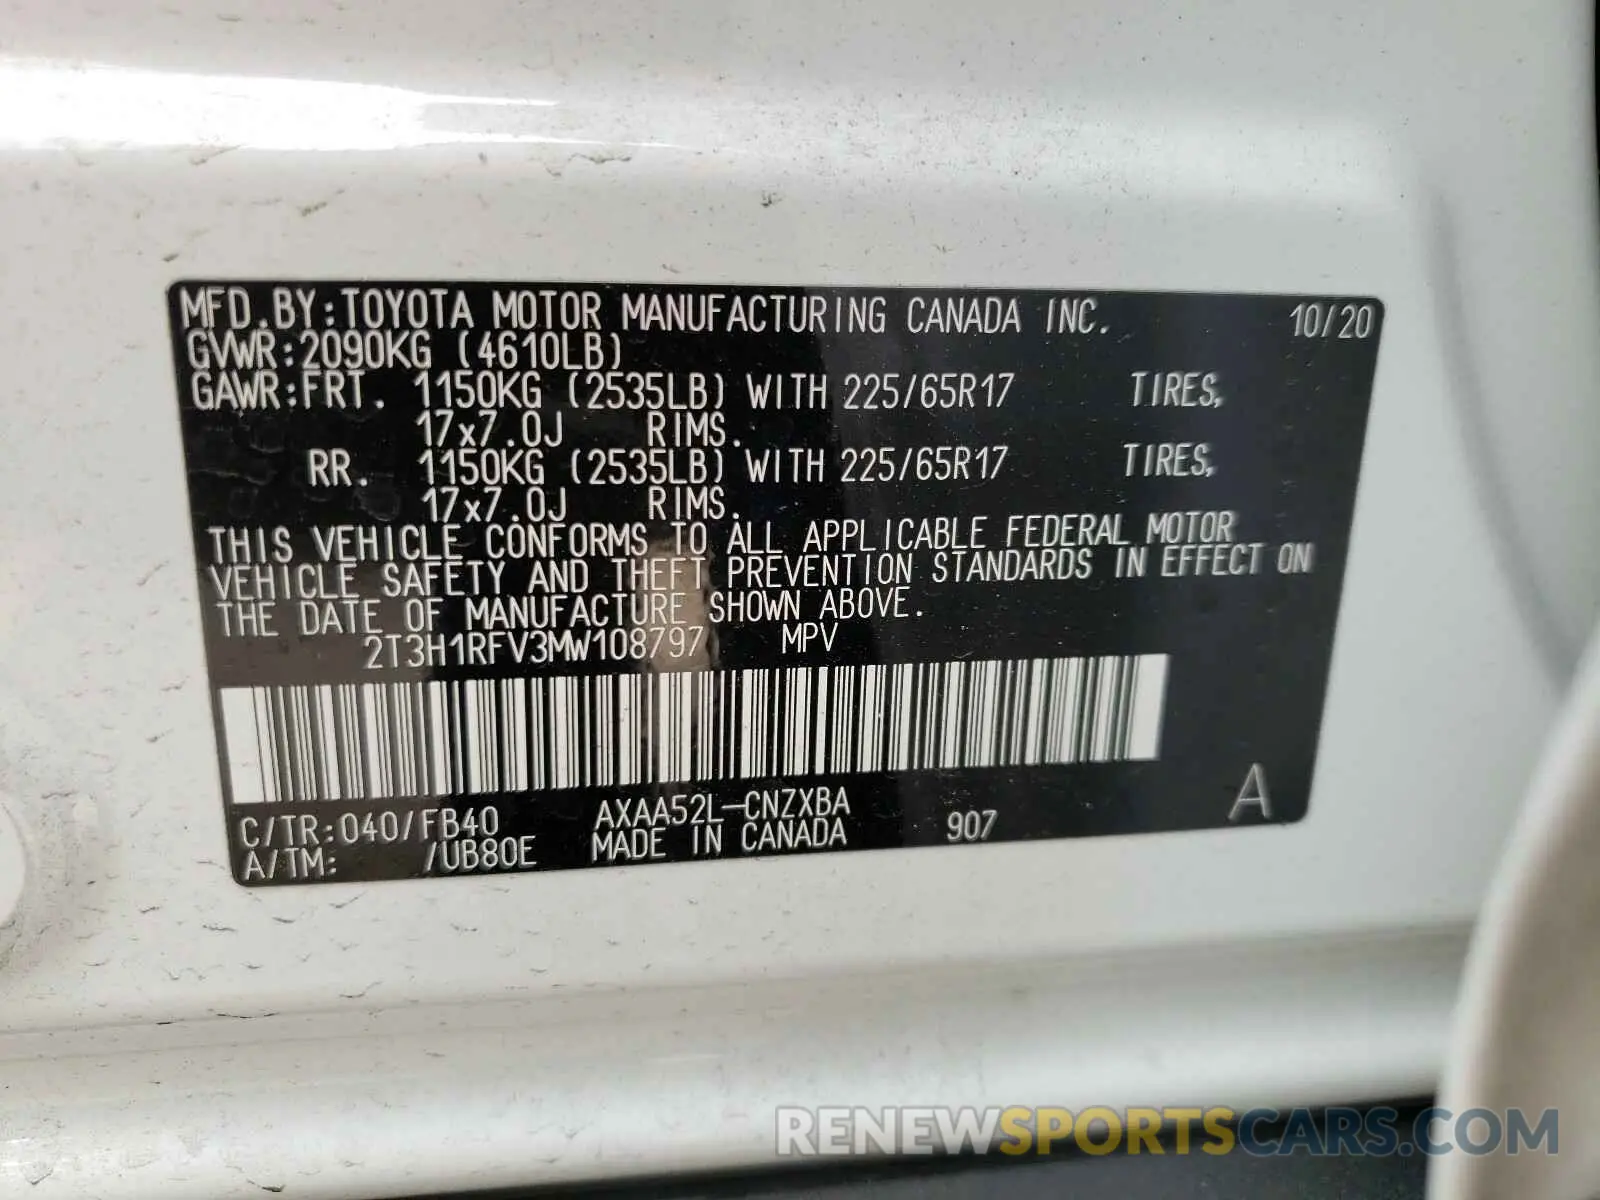 MFD.BY:TOYOTA MOTOR MANUFACTURING CANADA INC. 10/20
GVWR:2090KG (4610LB)
GAWR:FRT. 1150KG (2535LB) WITH 225/65R17 TIRES,
17x7.0J RIMS.
RR. 1150KG (2535LB) WITH 225/65R17 TIRES,
17x7.0J RIMS.
THIS VEHICLE CONFORMS TO ALL APPLICABLE FEDERAL MOTOR
VEHICLE SAFETY AND THEFT PREVENTION STANDARDS IN EFFECT ON
THE DATE OF MANUFACTURE SHOWN ABOVE.
2T3H1RFV3MW108797 MPV
C/TR:040/FB40 AXAA52L-CNZXBA 907 A
A/TM: /UB80E MADE IN CANADA
RENEWSPORTSCARS.COM